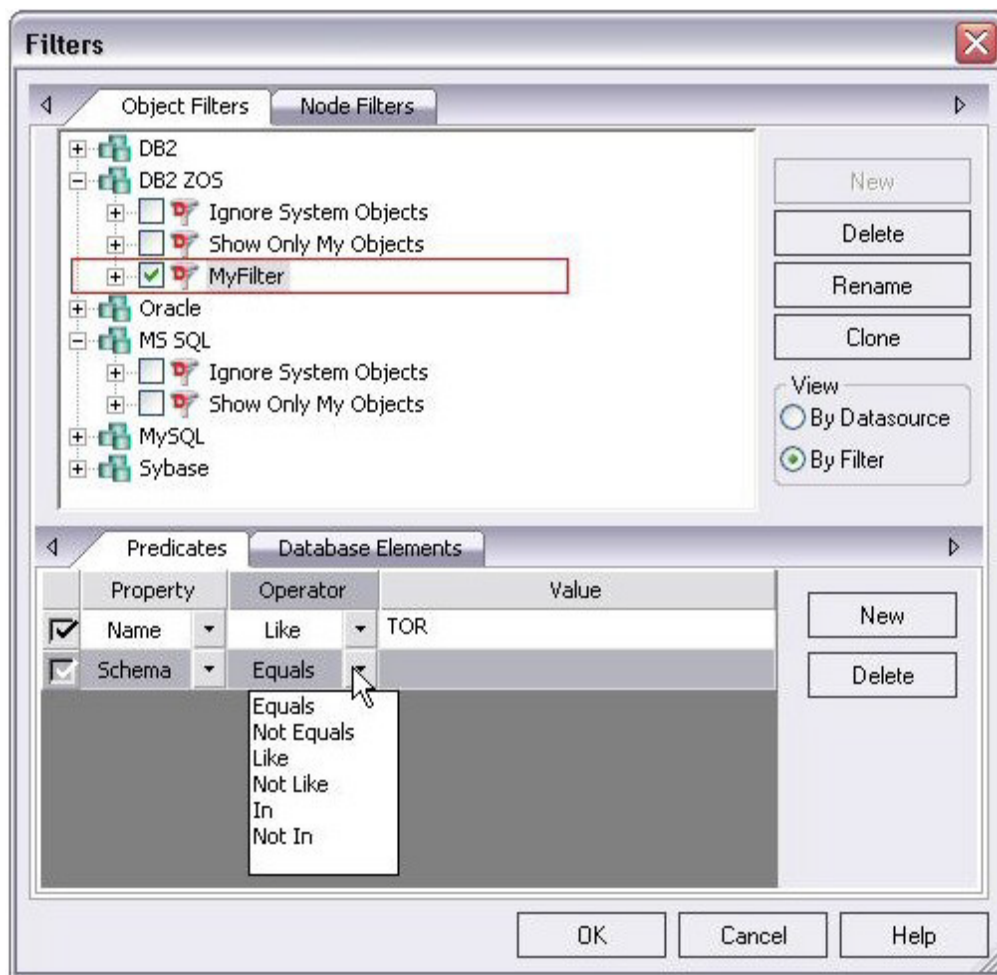 Filters
Object Filters Node Filters
DB2
DB2 ZOS
Ignore System Objects
Show Only My Objects
MyFilter
Oracle
MS SQL
Ignore System Objects
Show Only My Objects
MySQL
Sybase
New
Delete
Rename
Clone
View
By Datasource
By Filter
Predicates Database Elements
Property Operator Value
Name Like TOR
Schema Equals
Equals
Not Equals
Like
Not Like
In
Not In
New
Delete
OK Cancel Help